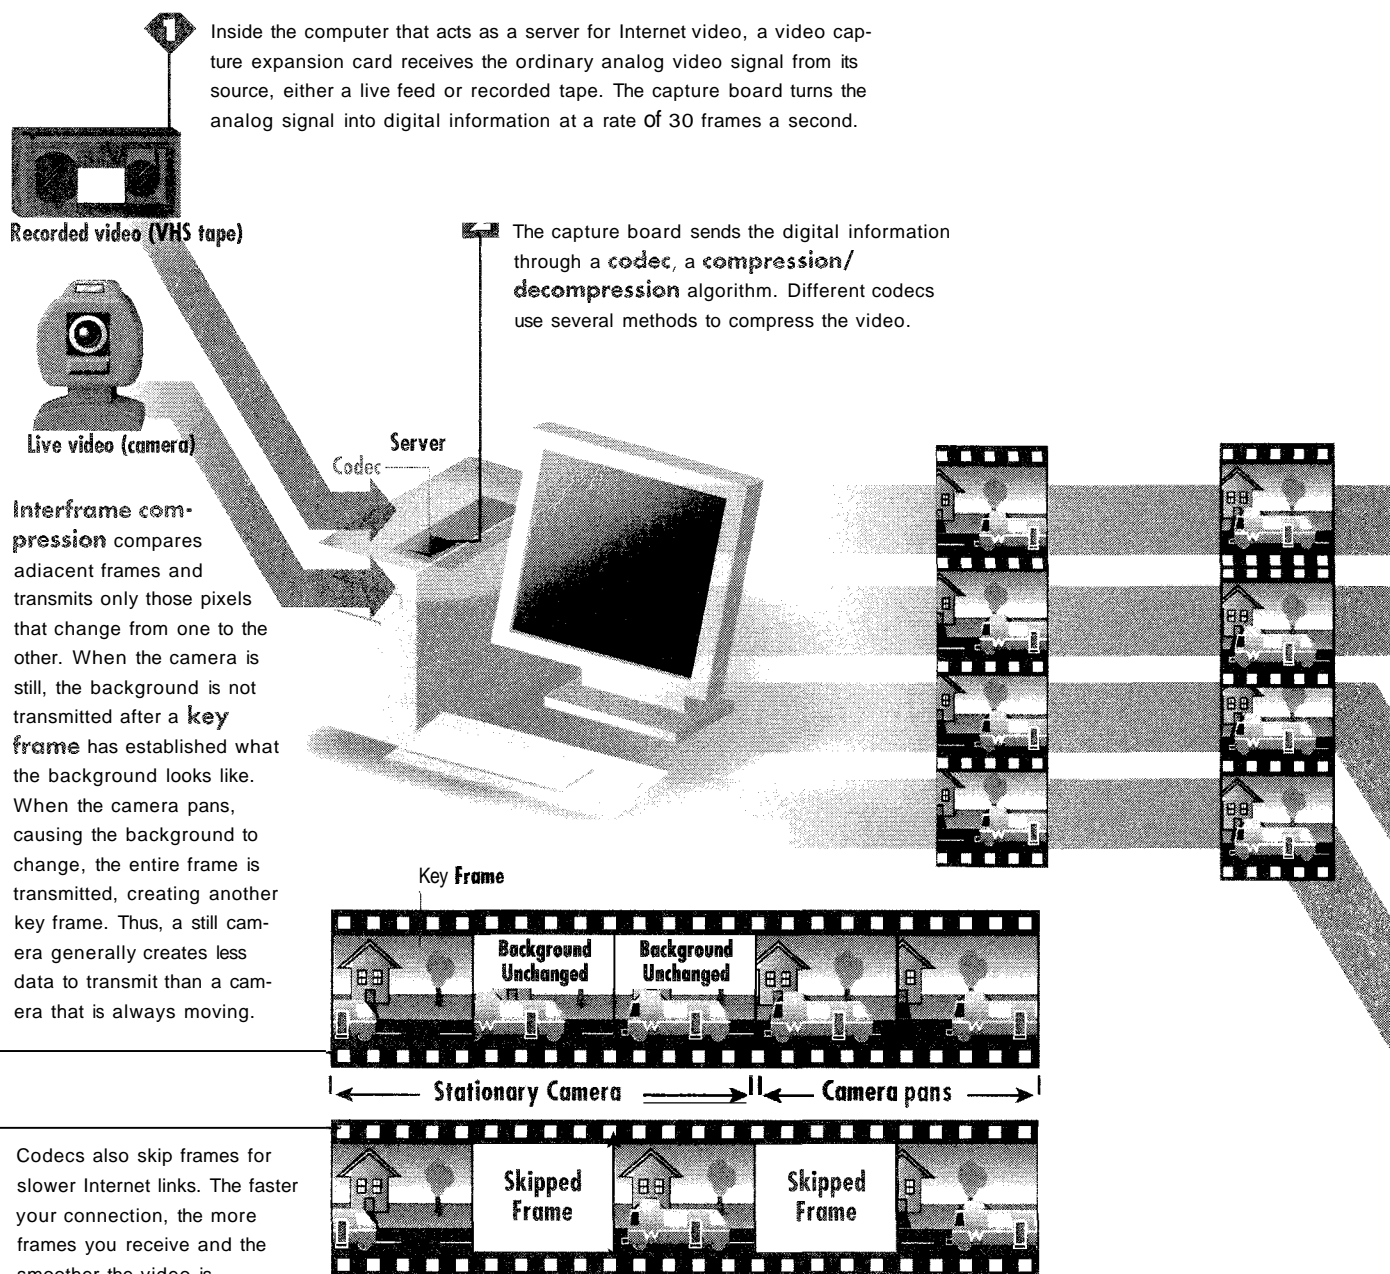 1
Inside the computer that acts as a server for Internet video, a video cap-
ture expansion card receives the ordinary analog video signal from its
source, either a live feed or recorded tape. The capture board turns the
analog signal into digital information at a rate of 30 frames a second.
Recorded video (VHS tape)
The capture board sends the digital information
through a codec, a compression/
decompression algorithm. Different codecs
use several methods to compress the video.
Live video (camera)
Server
Codec
Interframe com-
pression compares
adiacent frames and
transmits only those pixels
that change from one to the
other. When the camera is
still, the background is not
transmitted after a key
frame has established what
the background looks like.
When the camera pans,
causing the background to
change, the entire frame is
transmitted, creating another
key frame. Thus, a still cam-
era generally creates less
data to transmit than a cam-
era that is always moving.
Key Frame
Background
Unchanged
Background
Unchanged
Stationary Camera
Camera pans
Codecs also skip frames for
slower Internet links. The faster
your connection, the more
frames you receive and the
smoother the video is
Skipped
Frame
Skipped
Frame